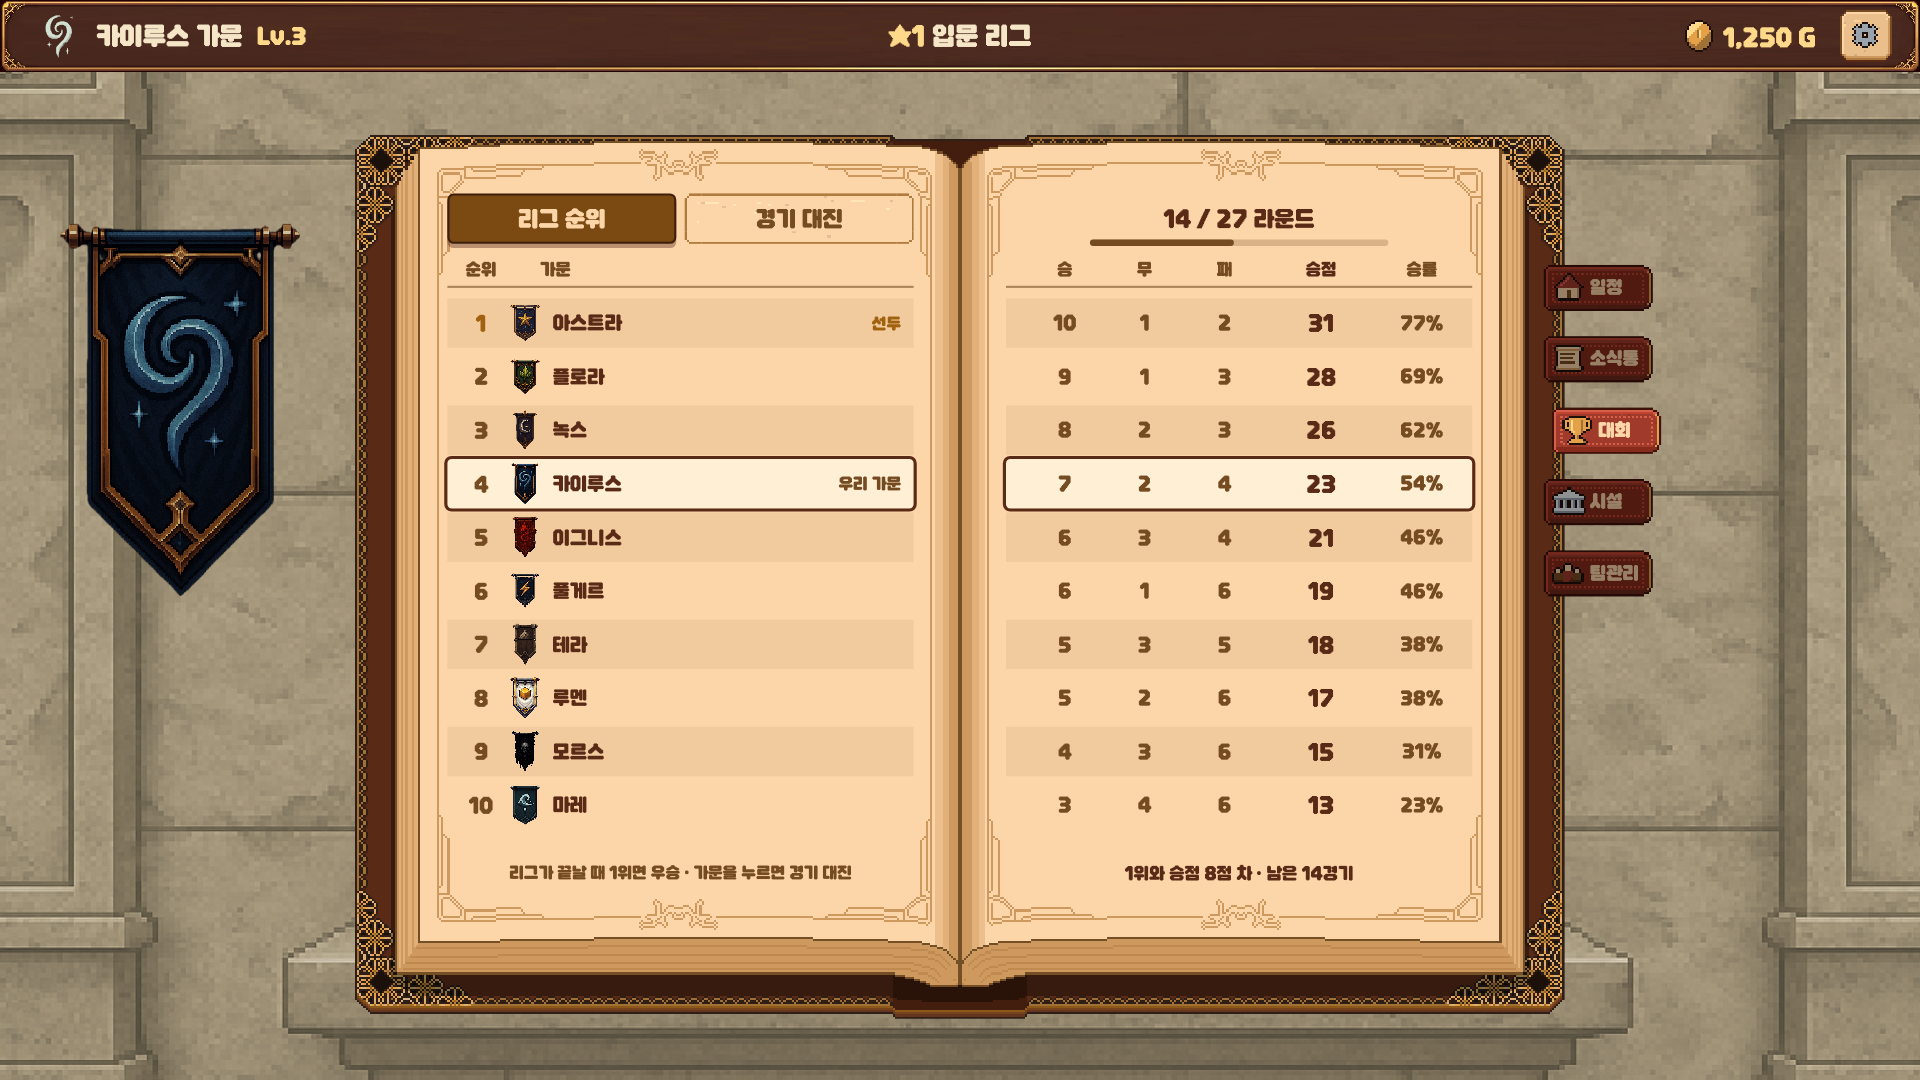 카이루스 가문 Lv.3
★1 입문 리그
1,250 G
리그 순위 경기 대진
14 / 27 라운드
순위 가문 승 무 패 승점 승률
1 아스트라 선두 10 1 2 31 77%
2 플로라 9 1 3 28 69%
3 녹스 8 2 3 26 62%
4 카이루스 우리 가문 7 2 4 23 54%
5 이그니스 6 3 4 21 46%
6 풀게르 6 1 6 19 46%
7 테라 5 3 5 18 38%
8 루멘 5 2 6 17 38%
9 모르스 4 3 6 15 31%
10 마레 3 4 6 13 23%
리그가 끝날 때 1위면 우승 · 가문을 누르면 경기 대진
1위와 승점 8점 차 · 남은 14경기
일정
소식통
대회
시설
팀관리